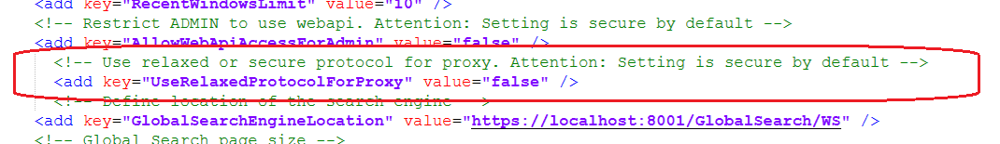 <add key="RecentWindowsLimit" value="10" />
<!-- Restrict ADMIN to use webapi. Attention: Setting is secure by default -->
<add key="AllowWebApiAccessForAdmin" value="false" />
<!-- Use relaxed or secure protocol for proxy. Attention: Setting is secure by default -->
<add key="UseRelaxedProtocolForProxy" value="false" />
<!-- Define location of the search engine -->
<add key="GlobalSearchEngineLocation" value="https://localhost:8001/GlobalSearch/WS" />
<!-- Global Search page size -->